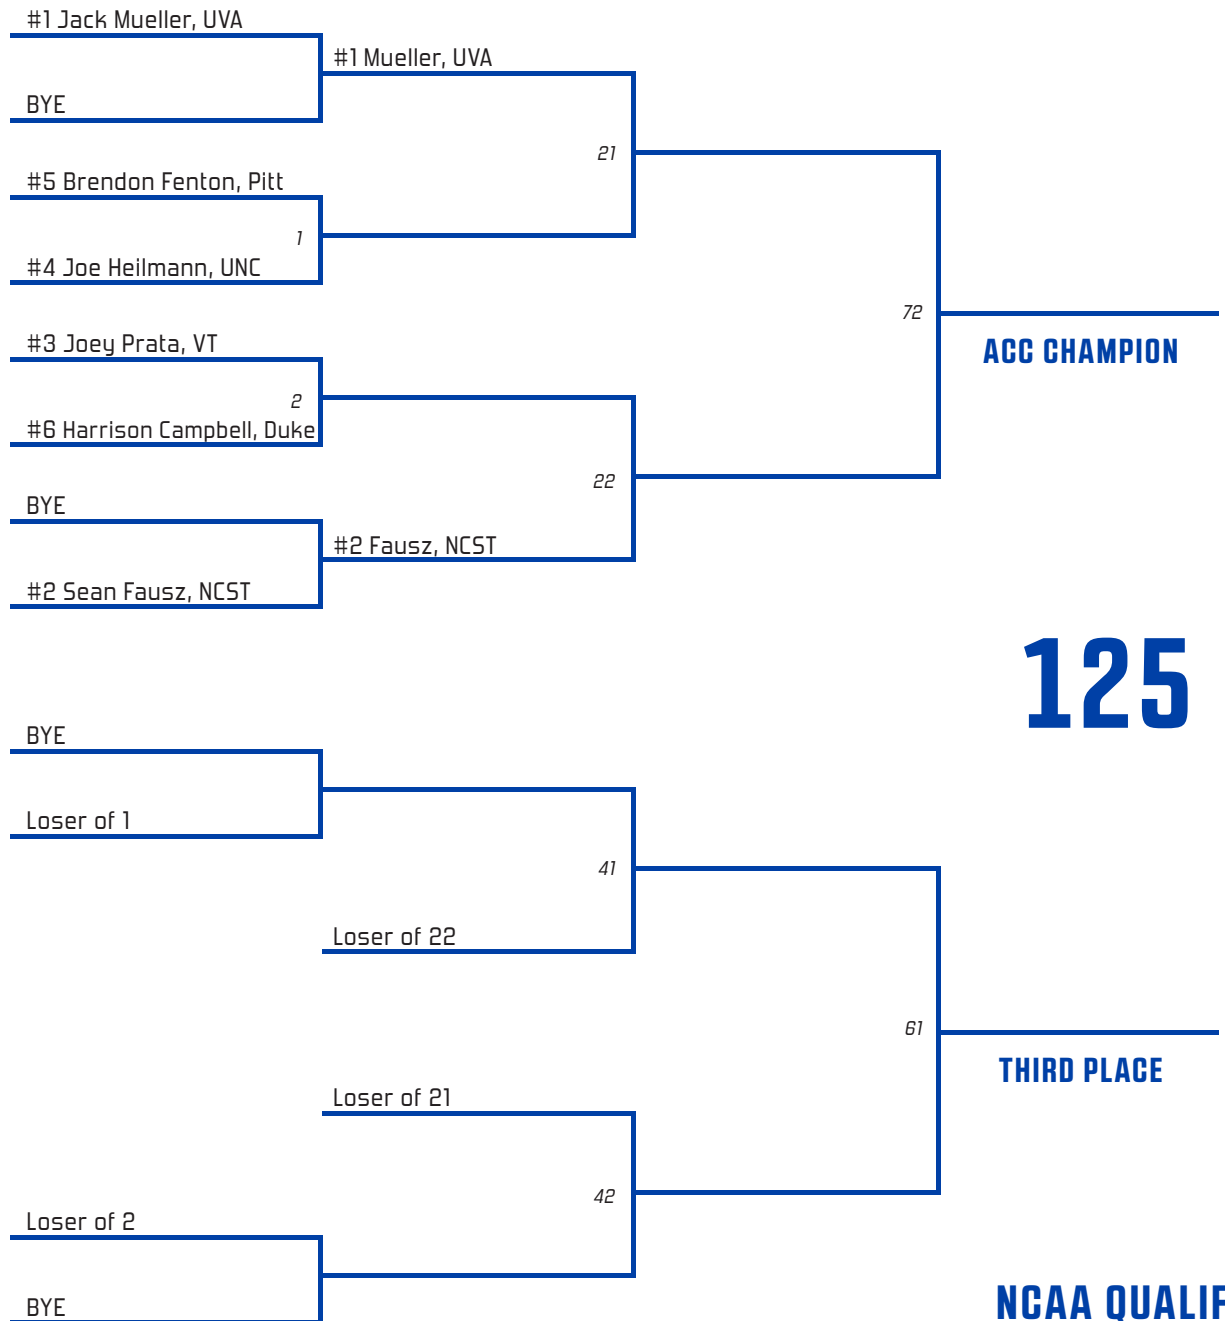 #1 Jack Mueller, UVA
#1 Mueller, UVA
BYE
21
#5 Brendon Fenton, Pitt
1
#4 Joe Heilmann, UNC
72
#3 Joey Prata, VT
ACC CHAMPION
2
#6 Harrison Campbell, Duke
22
BYE
#2 Fausz, NCST
#2 Sean Fausz, NCST
125
BYE
Loser of 1
41
Loser of 22
61
THIRD PLACE
Loser of 21
42
Loser of 2
BYE
NCAA QUALIF